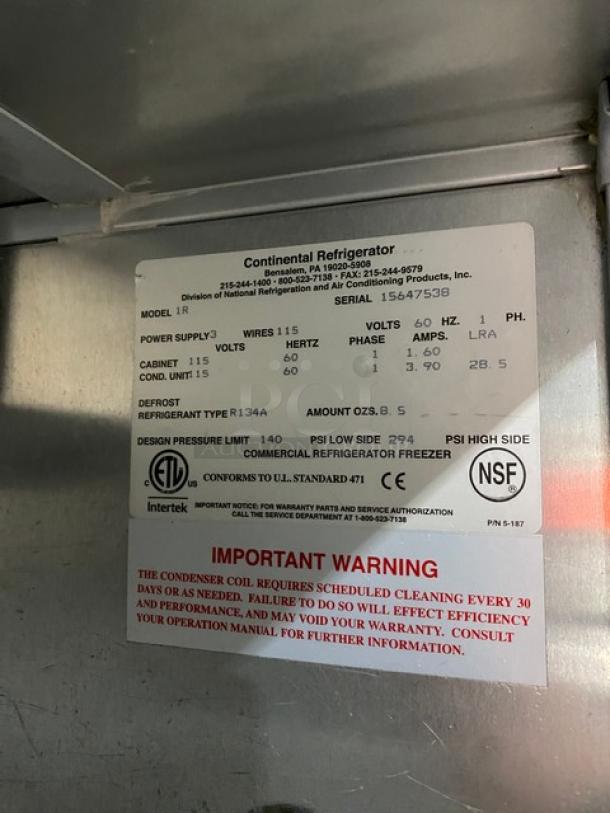 Continental Refrigerator
Bensalem, PA 19020-5908
215-244-1400 · 800-523-7138 · FAX: 215-244-9579
Division of National Refrigeration and Air Conditioning Products, Inc.
MODEL 1R SERIAL 15647538
POWER SUPPLY 3 WIRES 115 VOLTS 60 HZ. 1 PH.
VOLTS HERTZ PHASE AMPS. LRA
CABINET 115 60 1 1.60
COND. UNIT 115 60 1 3.90 28.5
DEFROST
REFRIGERANT TYPE R134A AMOUNT OZS. 8.5
DESIGN PRESSURE LIMIT 140 PSI LOW SIDE 294 PSI HIGH SIDE
COMMERCIAL REFRIGERATOR FREEZER
C ETL US CONFORMS TO U.L. STANDARD 471 CE NSF®
Intertek
IMPORTANT NOTICE: FOR WARRANTY PARTS AND SERVICE AUTHORIZATION
CALL THE SERVICE DEPARTMENT AT 1-800-523-7138
P/N 5-187
IMPORTANT WARNING
THE CONDENSER COIL REQUIRES SCHEDULED CLEANING EVERY 30
DAYS OR AS NEEDED. FAILURE TO DO SO WILL EFFECT EFFICIENCY
AND PERFORMANCE, AND MAY VOID YOUR WARRANTY. CONSULT
YOUR OPERATION MANUAL FOR FURTHER INFORMATION.